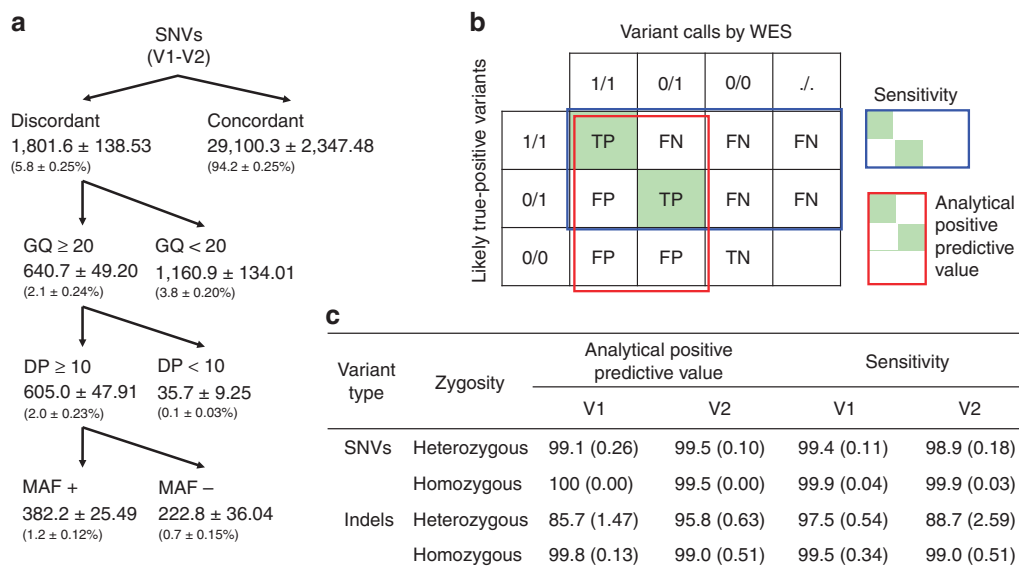 a
SNVs
(V1-V2)
Discordant
1,801.6 ± 138.53
(5.8 ± 0.25%)
Concordant
29,100.3 ± 2,347.48
(94.2 ± 0.25%)
GQ ≥ 20
640.7 ± 49.20
(2.1 ± 0.24%)
GQ < 20
1,160.9 ± 134.01
(3.8 ± 0.20%)
DP ≥ 10
605.0 ± 47.91
(2.0 ± 0.23%)
DP < 10
35.7 ± 9.25
(0.1 ± 0.03%)
MAF +
382.2 ± 25.49
(1.2 ± 0.12%)
MAF −
222.8 ± 36.04
(0.7 ± 0.15%)
b
Variant calls by WES
Likely true-positive variants
1/1 0/1 0/0 ./.
1/1 TP FN FN FN
0/1 FP TP FN FN
0/0 FP FP TN
Sensitivity
Analytical
positive
predictive
value
c
Variant
type
Zygosity
Analytical positive
predictive value
Sensitivity
V1 V2 V1 V2
SNVs Heterozygous 99.1 (0.26) 99.5 (0.10) 99.4 (0.11) 98.9 (0.18)
Homozygous 100 (0.00) 99.5 (0.00) 99.9 (0.04) 99.9 (0.03)
Indels Heterozygous 85.7 (1.47) 95.8 (0.63) 97.5 (0.54) 88.7 (2.59)
Homozygous 99.8 (0.13) 99.0 (0.51) 99.5 (0.34) 99.0 (0.51)